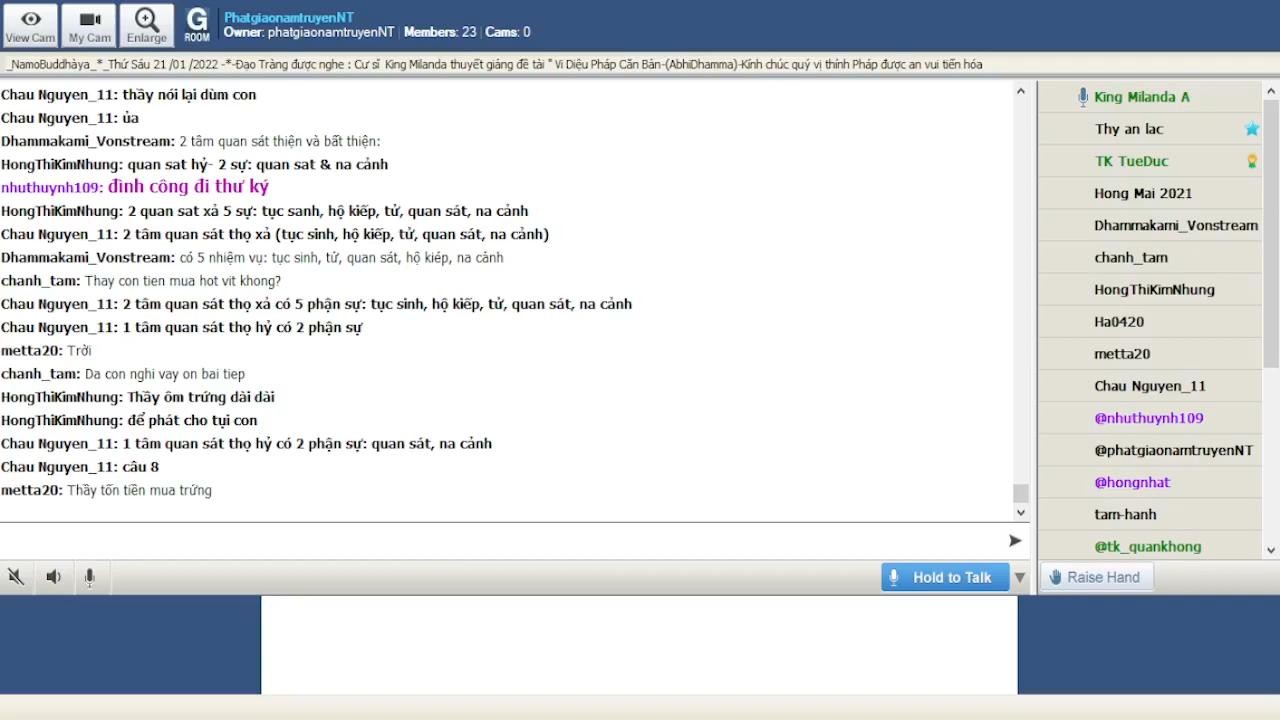 View Cam
My Cam
Enlarge
G
ROOM
PhatgiaonamtruyenNT
Owner: phatgiaonamtruyenNT | Members: 23 | Cams: 0
_NamoBuddhàya_*_Thứ Sáu 21 /01 /2022 -*-Đạo Tràng được nghe : Cư sĩ King Milanda thuyết giảng đề tài " Vi Diệu Pháp Căn Bản-(AbhiDhamma)-Kính chúc quý vị thính Pháp được an vui tiến hóa
Chau Nguyen_11: thầy nói lại dùm con
Chau Nguyen_11: ủa
Dhammakami_Vonstream: 2 tâm quan sát thiện và bất thiện:
HongThiKimNhung: quan sat hỷ- 2 sự: quan sat & na cảnh
nhuthuynh109: đình công đi thư ký
HongThiKimNhung: 2 quan sat xả 5 sự: tục sanh, hộ kiếp, tử, quan sát, na cảnh
Chau Nguyen_11: 2 tâm quan sát thọ xả (tục sinh, hộ kiếp, tử, quan sát, na cảnh)
Dhammakami_Vonstream: có 5 nhiệm vụ: tục sinh, tử, quan sát, hộ kiép, na cảnh
chanh_tam: Thay con tien mua hot vit khong?
Chau Nguyen_11: 2 tâm quan sát thọ xả có 5 phận sự: tục sinh, hộ kiếp, tử, quan sát, na cảnh
Chau Nguyen_11: 1 tâm quan sát thọ hỷ có 2 phận sự
metta20: Trời
chanh_tam: Da con nghi vay on bai tiep
HongThiKimNhung: Thầy ôm trứng dài dài
HongThiKimNhung: để phát cho tụi con
Chau Nguyen_11: 1 tâm quan sát thọ hỷ có 2 phận sự: quan sát, na cảnh
Chau Nguyen_11: câu 8
metta20: Thầy tốn tiền mua trứng
Hold to Talk
King Milanda A
Thy an lac
TK TueDuc
Hong Mai 2021
Dhammakami_Vonstream
chanh_tam
HongThiKimNhung
Ha0420
metta20
Chau Nguyen_11
@nhuthuynh109
@phatgiaonamtruyenNT
@hongnhat
tam-hanh
@tk_quankhong
Raise Hand